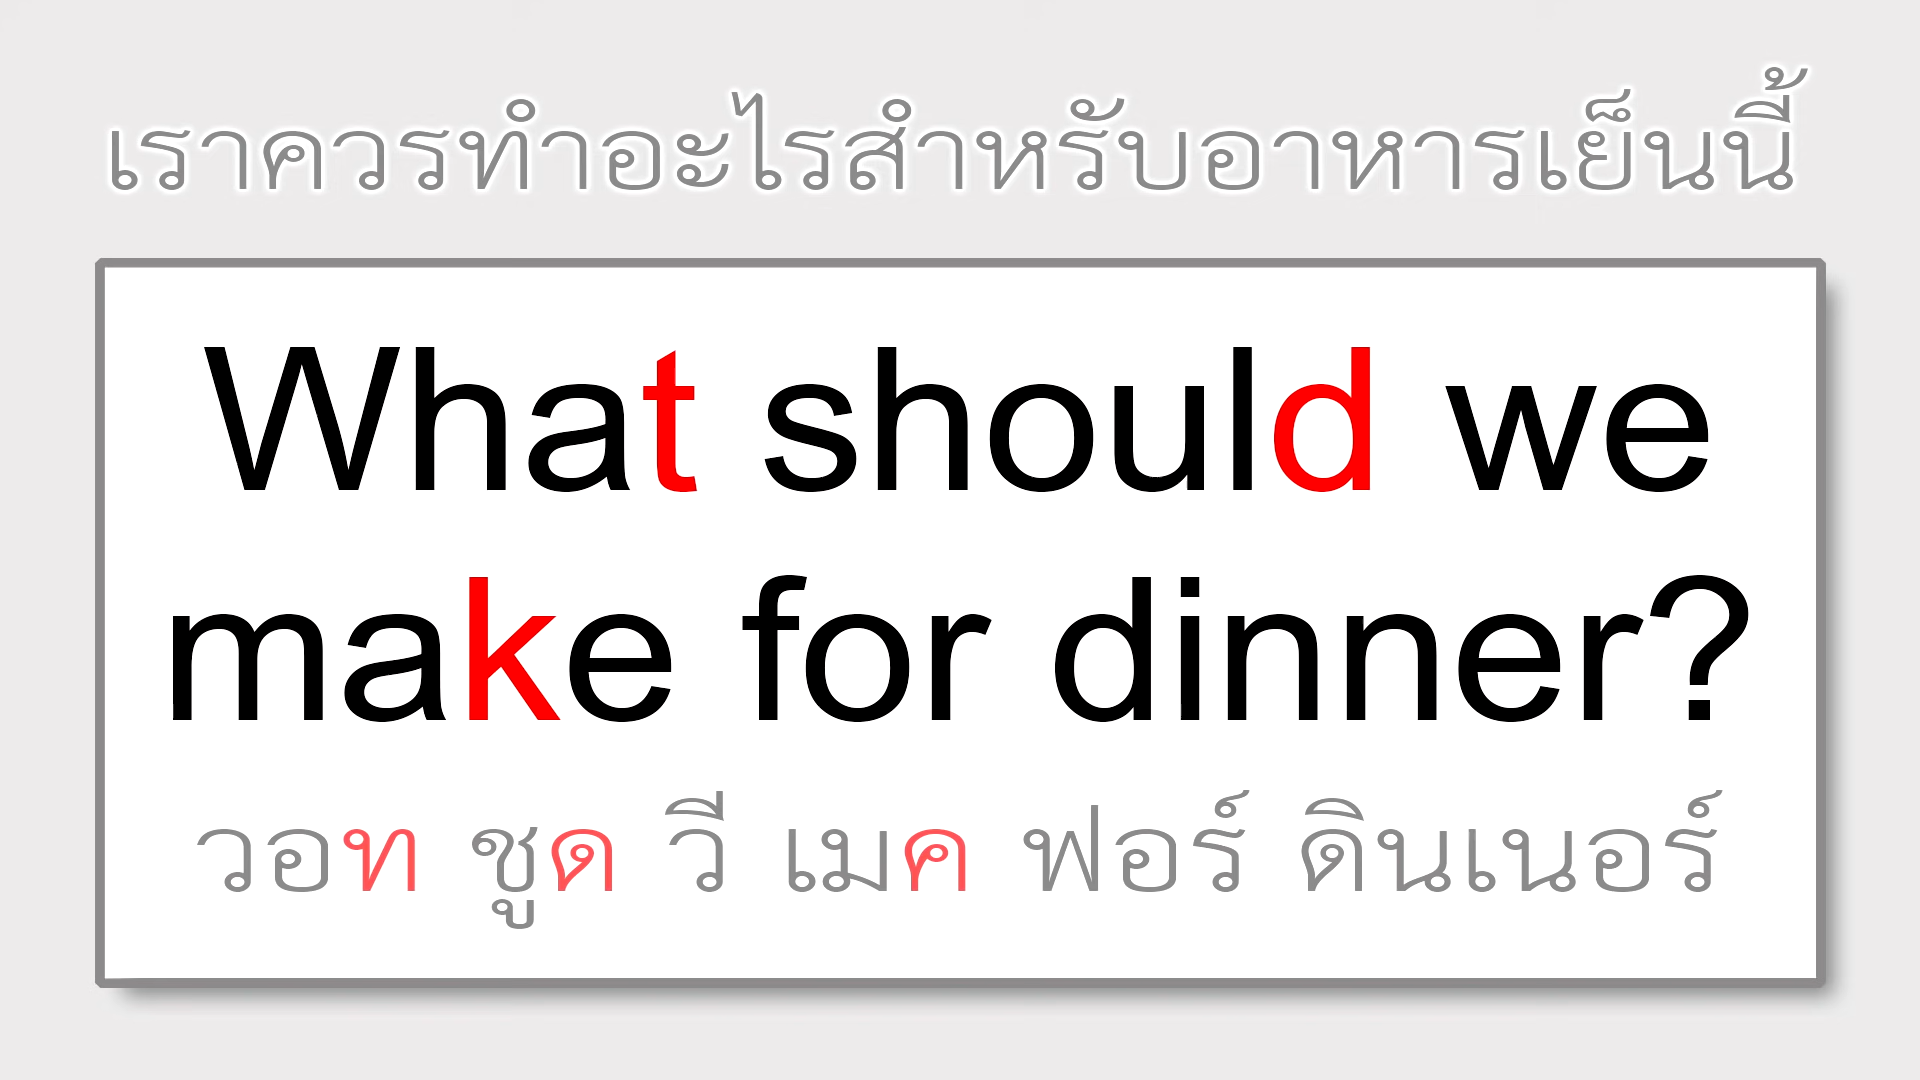 เราควรทำอะไรสำหรับอาหารเย็นนี้
What should we
make for dinner?
วอท ชูด วี เมค ฟอร์ ดินเนอร์